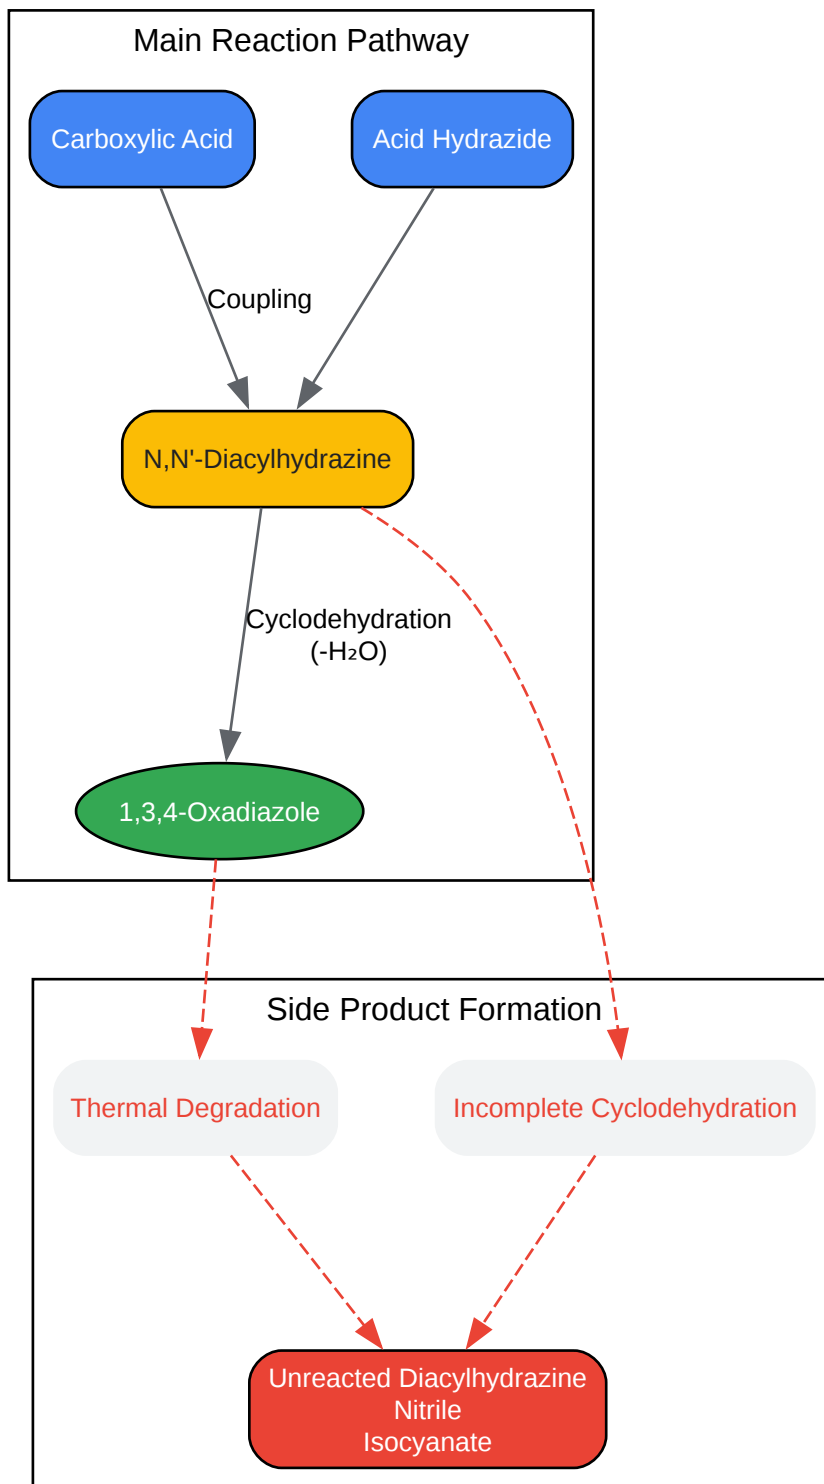 Main Reaction Pathway
Carboxylic Acid
Acid Hydrazide
Coupling
N,N'-Diacylhydrazine
Cyclodehydration
(-H₂O)
1,3,4-Oxadiazole
Side Product Formation
Thermal Degradation
Incomplete Cyclodehydration
Unreacted Diacylhydrazine
Nitrile
Isocyanate